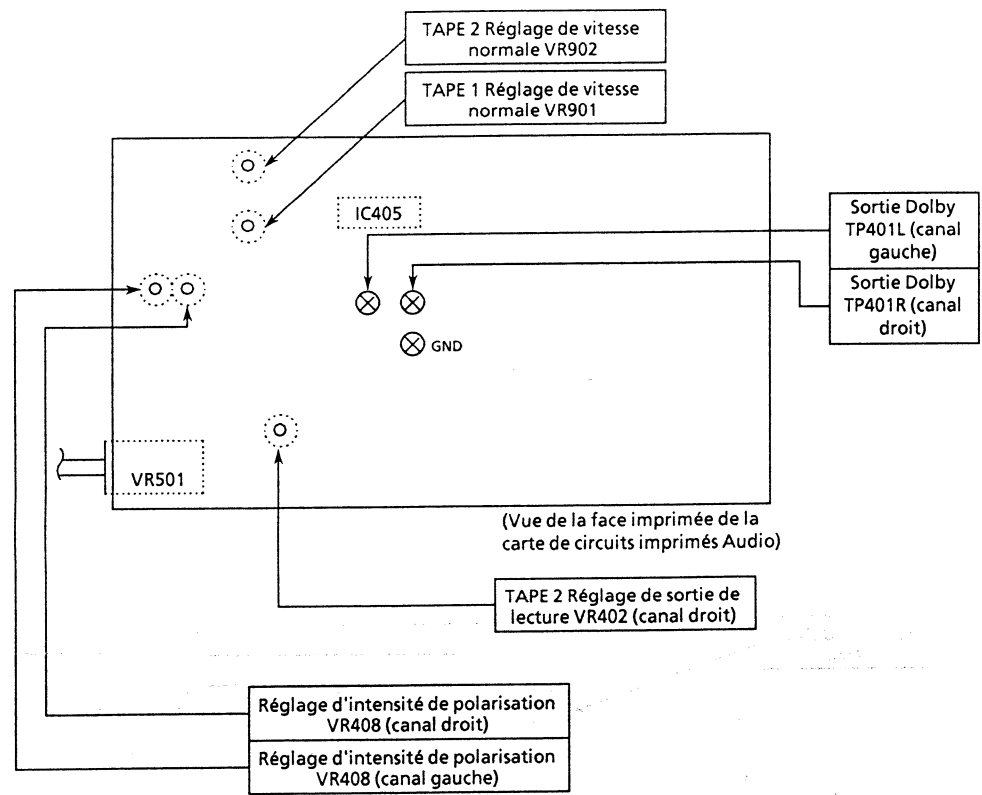 TAPE 2 Réglage de vitesse
normale VR902
TAPE 1 Réglage de vitesse
normale VR901
IC405
Sortie Dolby
TP401L (canal
gauche)
Sortie Dolby
TP401R (canal
droit)
GND
VR501
(Vue de la face imprimée de la
carte de circuits imprimés Audio)
TAPE 2 Réglage de sortie de
lecture VR402 (canal droit)
Réglage d'intensité de polarisation
VR408 (canal droit)
Réglage d'intensité de polarisation
VR408 (canal gauche)